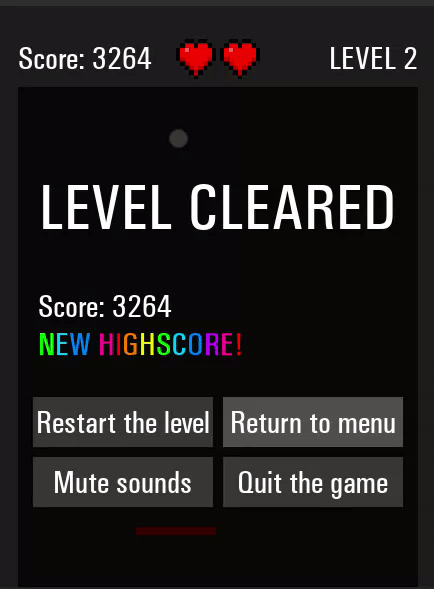 Score: 3264 LEVEL 2
LEVEL CLEARED
Score: 3264
NEW HIGHSCORE!
Restart the level Return to menu
Mute sounds Quit the game